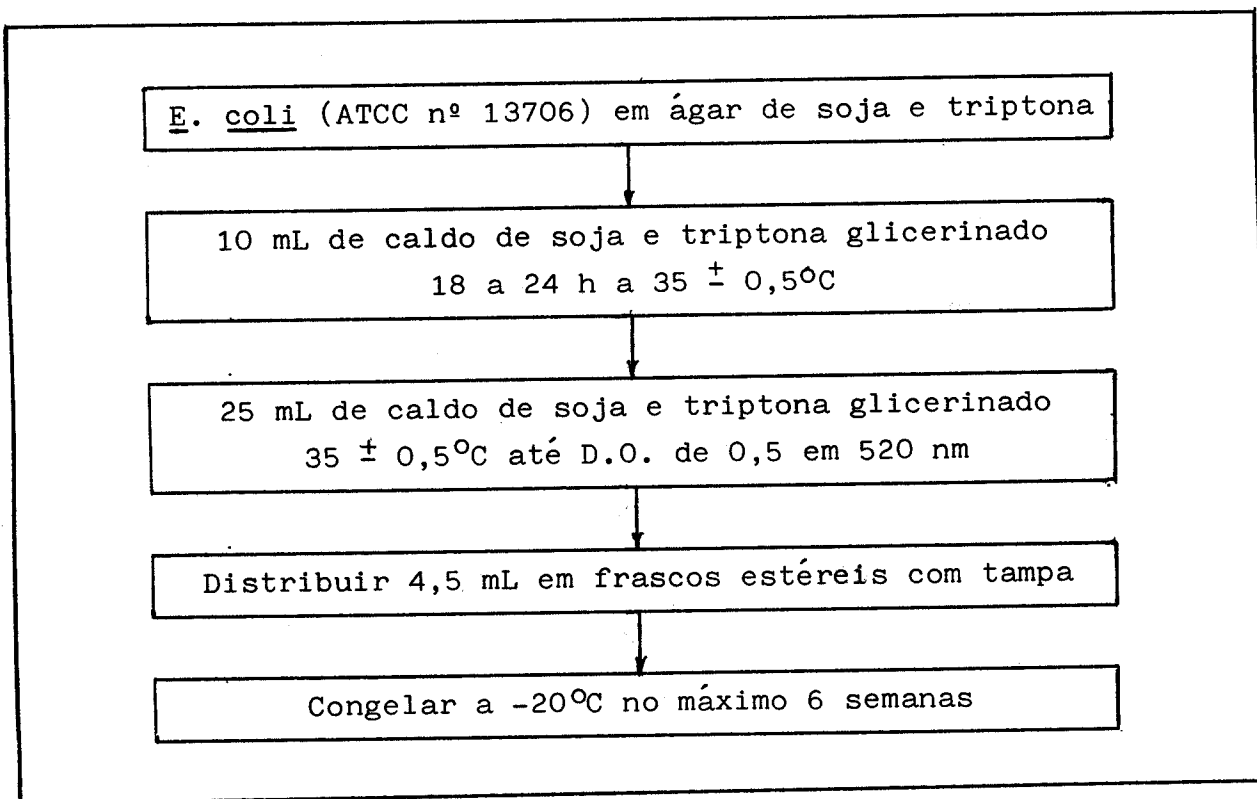 E. coli (ATCC nº 13706) em ágar de soja e triptona
10 mL de caldo de soja e triptona glicerinado
18 a 24 h a 35 ± 0,5ºC
25 mL de caldo de soja e triptona glicerinado
35 ± 0,5ºC até D.O. de 0,5 em 520 nm
Distribuir 4,5 mL em frascos estéreis com tampa
Congelar a -20ºC no máximo 6 semanas